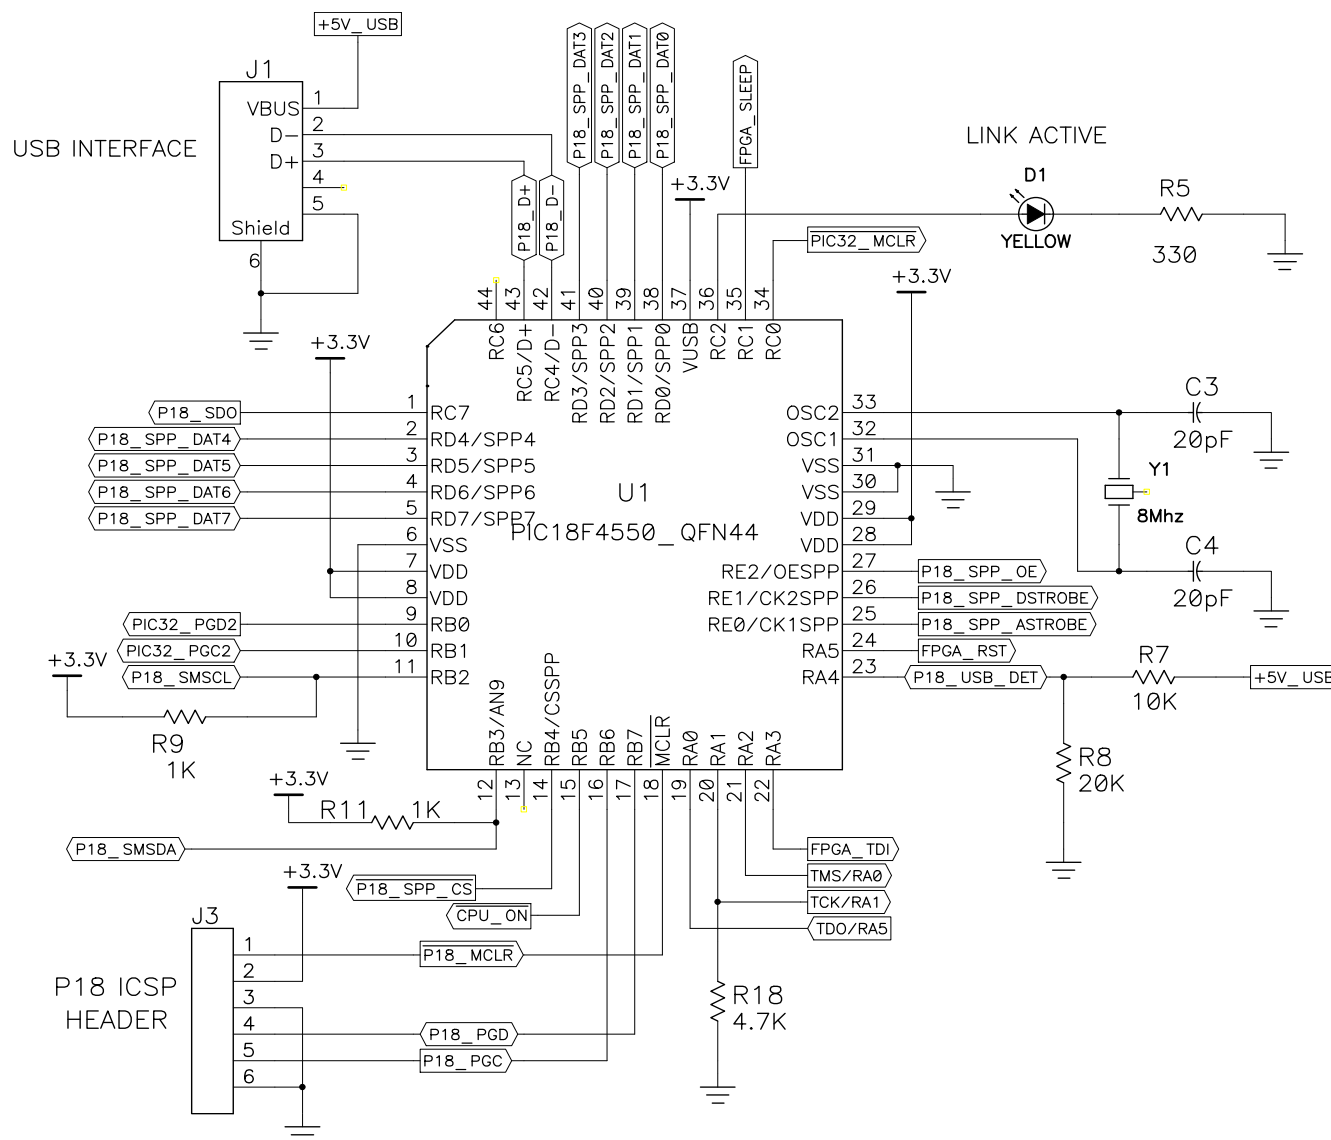 +5V_USB
J1
USB INTERFACE
VBUS 1
D- 2
D+ 3
4
5
Shield
6
P18_D+
P18_D-
P18_SPP_DAT3
P18_SPP_DAT2
P18_SPP_DAT1
P18_SPP_DAT0
+3.3V
FPGA_SLEEP
LINK ACTIVE
D1
YELLOW
R5
330
PIC32_MCLR
+3.3V
+3.3V
44 RC6
43 RC5/D+
42 RC4/D-
41 RD3/SPP3
40 RD2/SPP2
39 RD1/SPP1
38 RD0/SPP0
37 VUSB
36 RC2
35 RC1
34 RC0
P18_SDO 1 RC7
P18_SPP_DAT4 2 RD4/SPP4
P18_SPP_DAT5 3 RD5/SPP5
P18_SPP_DAT6 4 RD6/SPP6
P18_SPP_DAT7 5 RD7/SPP7
6 VSS
7 VDD
8 VDD
PIC32_PGD2 9 RB0
PIC32_PGC2 10 RB1
P18_SMSCL 11 RB2
U1
PIC18F4550_QFN44
OSC2 33
OSC1 32
VSS 31
VSS 30
VDD 29
VDD 28
RE2/OESPP 27 P18_SPP_OE
RE1/CK2SPP 26 P18_SPP_DSTROBE
RE0/CK1SPP 25 P18_SPP_ASTROBE
RA5 24 FPGA_RST
RA4 23 P18_USB_DET
C3
20pF
Y1
8Mhz
C4
20pF
R7
10K
+5V_USB
R8
20K
+3.3V
R9
1K
RB3/AN9 12
NC 13
RB4/CSSPP 14
RB5 15
RB6 16
RB7 17
MCLR 18
RA0 19
RA1 20
RA2 21
RA3 22
+3.3V
R11 1K
P18_SMSDA
P18_SPP_CS
CPU_ON
FPGA_TDI
TMS/RA0
TCK/RA1
TDO/RA5
+3.3V
J3
P18 ICSP
HEADER
1 P18_MCLR
2
3
4 P18_PGD
5 P18_PGC
6
R18
4.7K